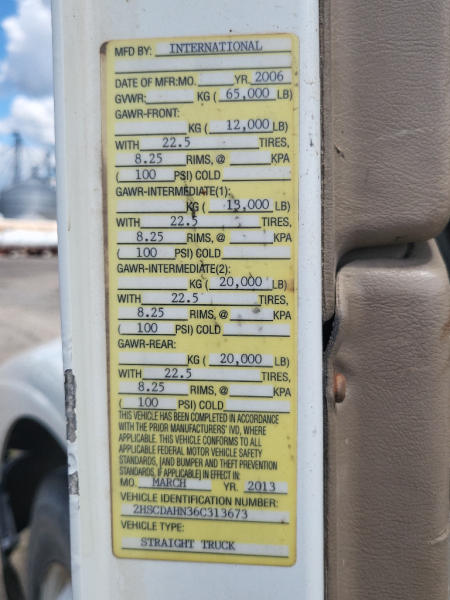 MFD BY: INTERNATIONAL
DATE OF MFR:MO. YR. 2006
GVWR: KG ( 65,000 LB)
GAWR-FRONT:
KG ( 12,000 LB)
WITH 22.5 TIRES,
8.25 RIMS, @ KPA
( 100 PSI) COLD
GAWR-INTERMEDIATE(1):
KG ( 13,000 LB)
WITH 22.5 TIRES,
8.25 RIMS, @ KPA
( 100 PSI) COLD
GAWR-INTERMEDIATE(2):
KG ( 20,000 LB)
WITH 22.5 TIRES,
8.25 RIMS, @ KPA
( 100 PSI) COLD
GAWR-REAR:
KG ( 20,000 LB)
WITH 22.5 TIRES,
8.25 RIMS, @ KPA
( 100 PSI) COLD
THIS VEHICLE HAS BEEN COMPLETED IN ACCORDANCE
WITH THE PRIOR MANUFACTURERS' IVD, WHERE
APPLICABLE. THIS VEHICLE CONFORMS TO ALL
APPLICABLE FEDERAL MOTOR VEHICLE SAFETY
STANDARDS, [AND BUMPER AND THEFT PREVENTION
STANDARDS, IF APPLICABLE] IN EFFECT IN:
MO. MARCH YR. 2013
VEHICLE IDENTIFICATION NUMBER:
2HSCDAHN36C313673
VEHICLE TYPE:
STRAIGHT TRUCK